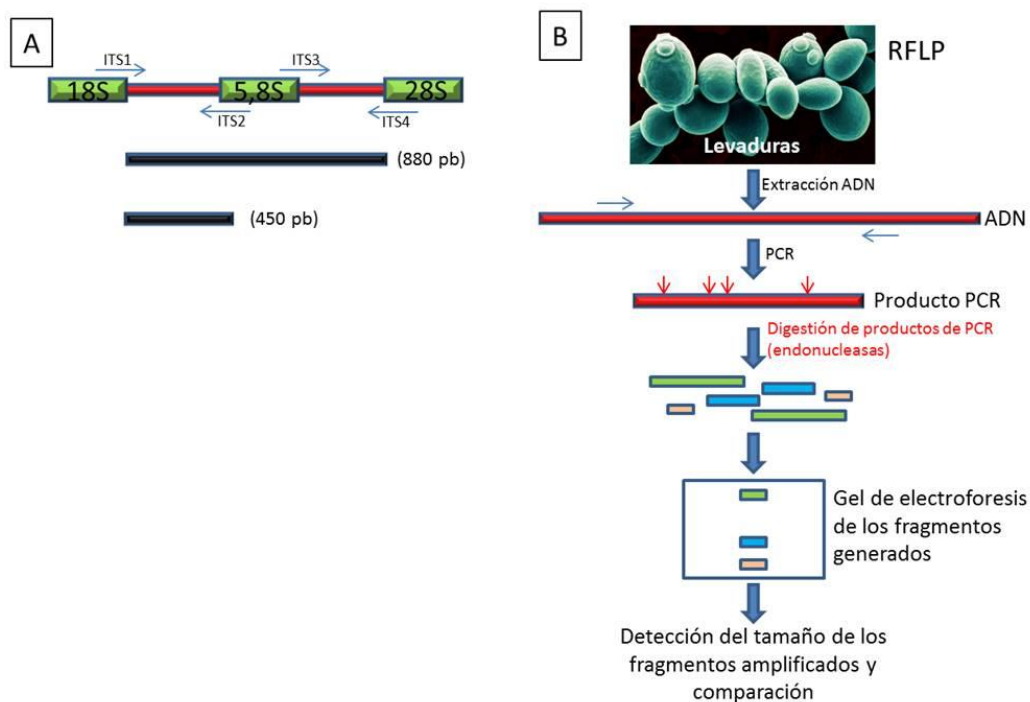 A
ITS1
ITS3
18S
5,8S
28S
ITS2
ITS4
(880 pb)
(450 pb)
B
RFLP
Levaduras
Extracción ADN
ADN
PCR
Producto PCR
Digestión de productos de PCR
(endonucleasas)
Gel de electroforesis
de los fragmentos
generados
Detección del tamaño de los
fragmentos amplificados y
comparación